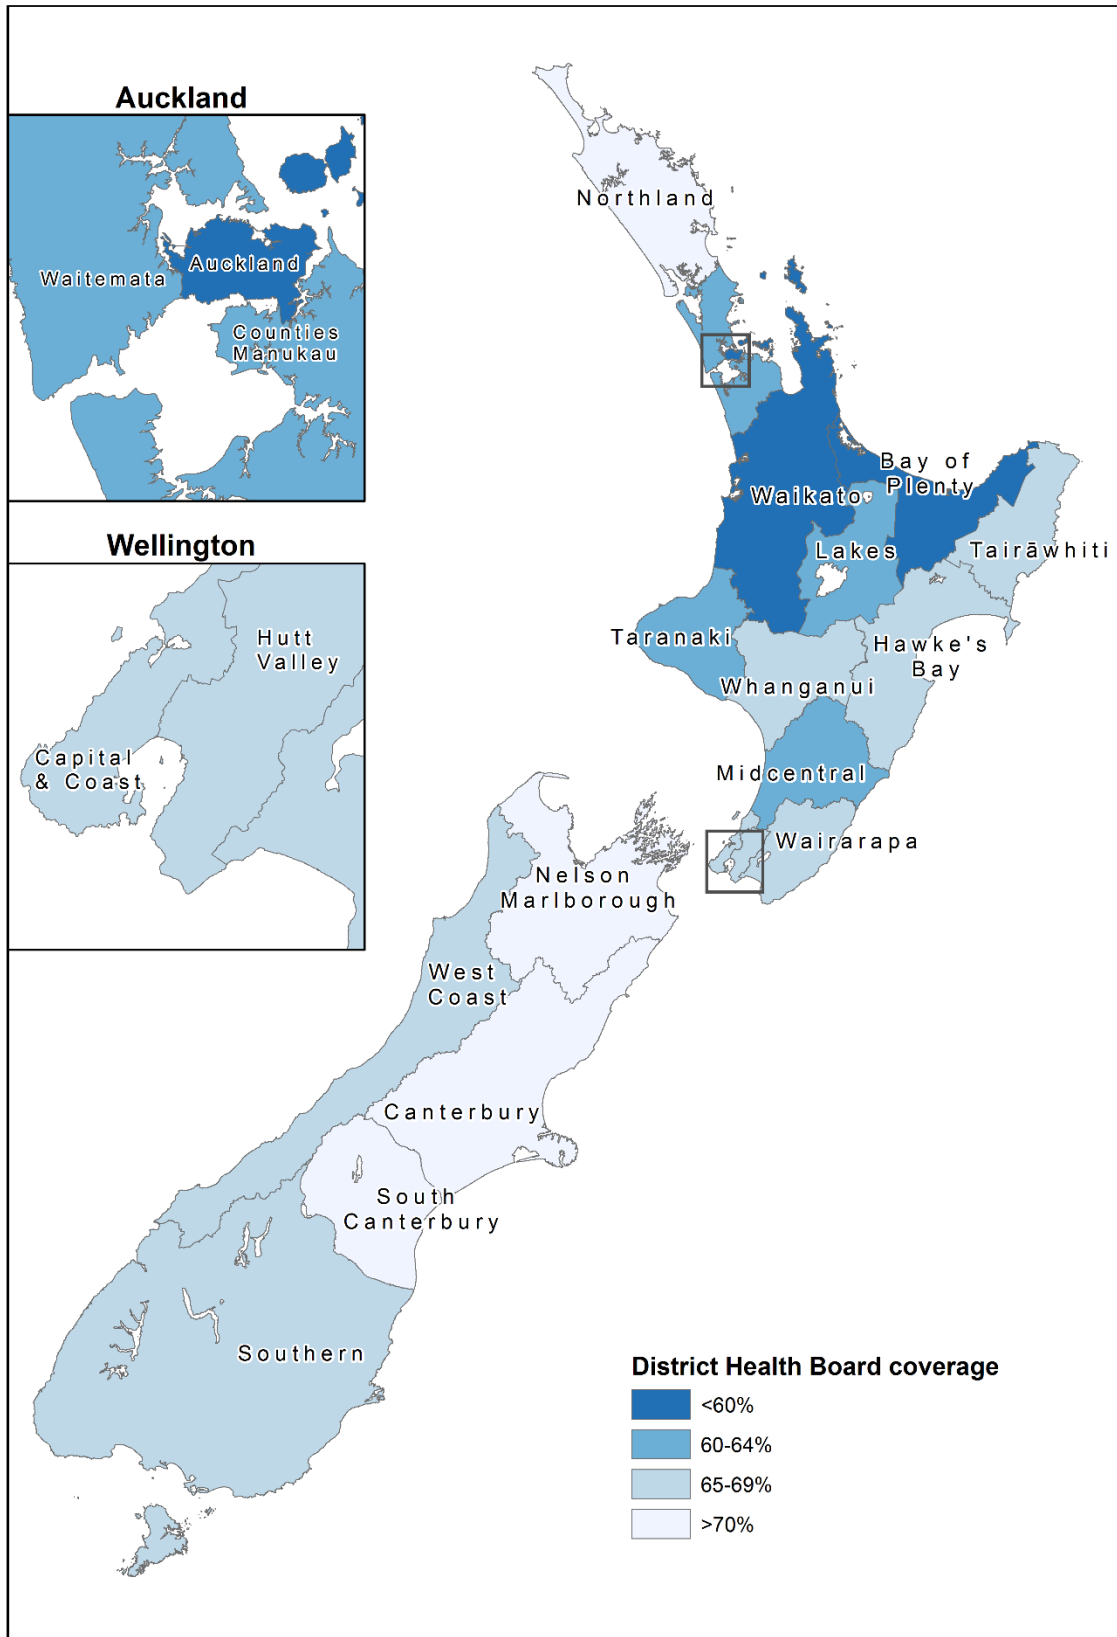 Auckland
Waitemata
Auckland
Counties
Manukau
Wellington
Hutt
Valley
Capital
& Coast
Northland
Bay of
Plenty
Waikato
Lakes
Tairāwhiti
Taranaki
Hawke's
Bay
Whanganui
Midcentral
Wairarapa
Nelson
Marlborough
West
Coast
Canterbury
South
Canterbury
Southern
District Health Board coverage
<60%
60-64%
65-69%
>70%